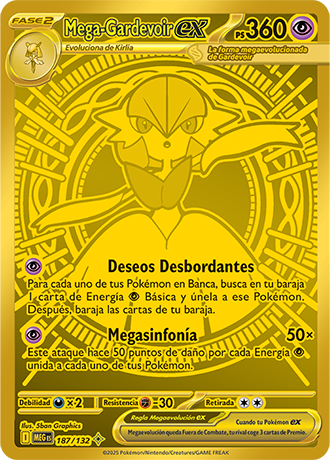 FASE 2
Mega-Gardevoir ex
PS 360
Evoluciona de Kirlia
La forma megaevolucionada
de Gardevoir
Deseos Desbordantes
Para cada uno de tus Pokémon en Banca, busca en tu baraja
1 carta de Energía Básica y únela a ese Pokémon.
Después, baraja las cartas de tu baraja.
Megasinfonía 50×
Este ataque hace 50 puntos de daño por cada Energía
unida a cada uno de tus Pokémon.
Debilidad ×2 Resistencia -30 Retirada
Regla Megaevolución ex
Cuando tu Pokémon ex
Megaevolución queda Fuera de Combate, tu rival coge 3 cartas de Premio.
Ilus. 5ban Graphics
I MEG ES 187/132
©2025 Pokémon/Nintendo/Creatures/GAME FREAK